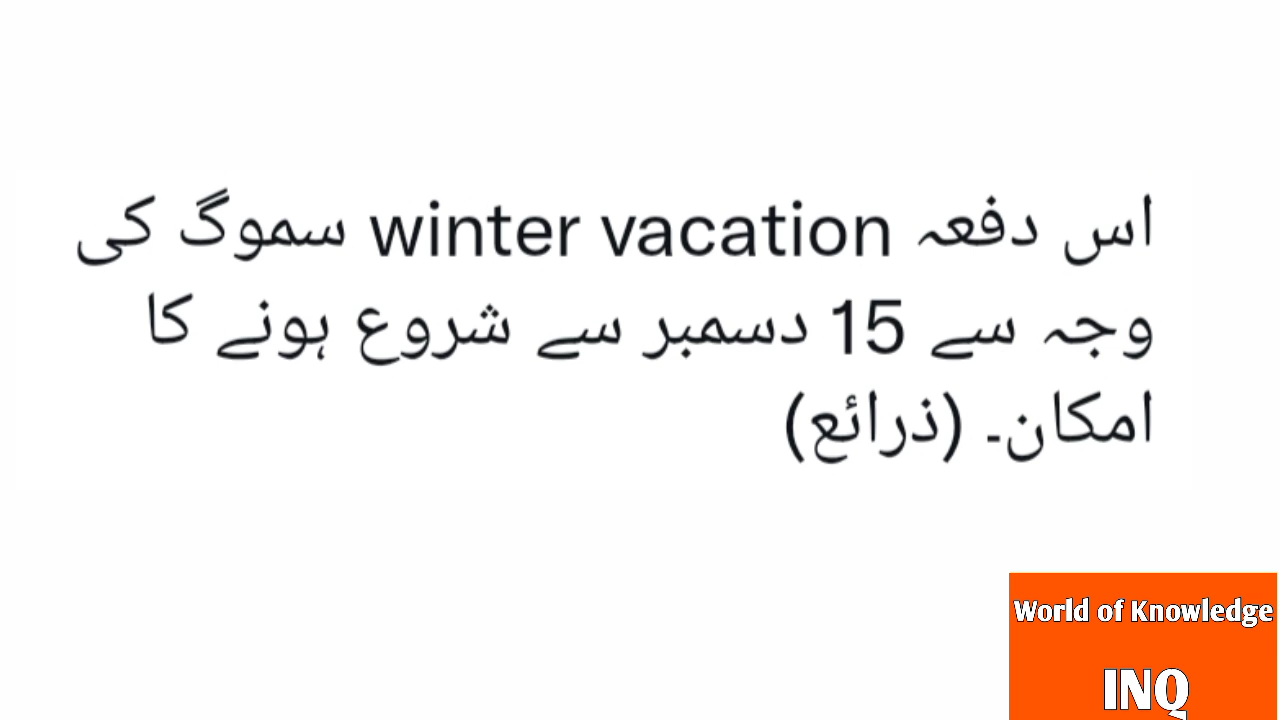 اس دفعہ winter vacation سموگ کی
وجہ سے 15 دسمبر سے شروع ہونے کا
امکان۔ (ذرائع)
World of Knowledge
INQ